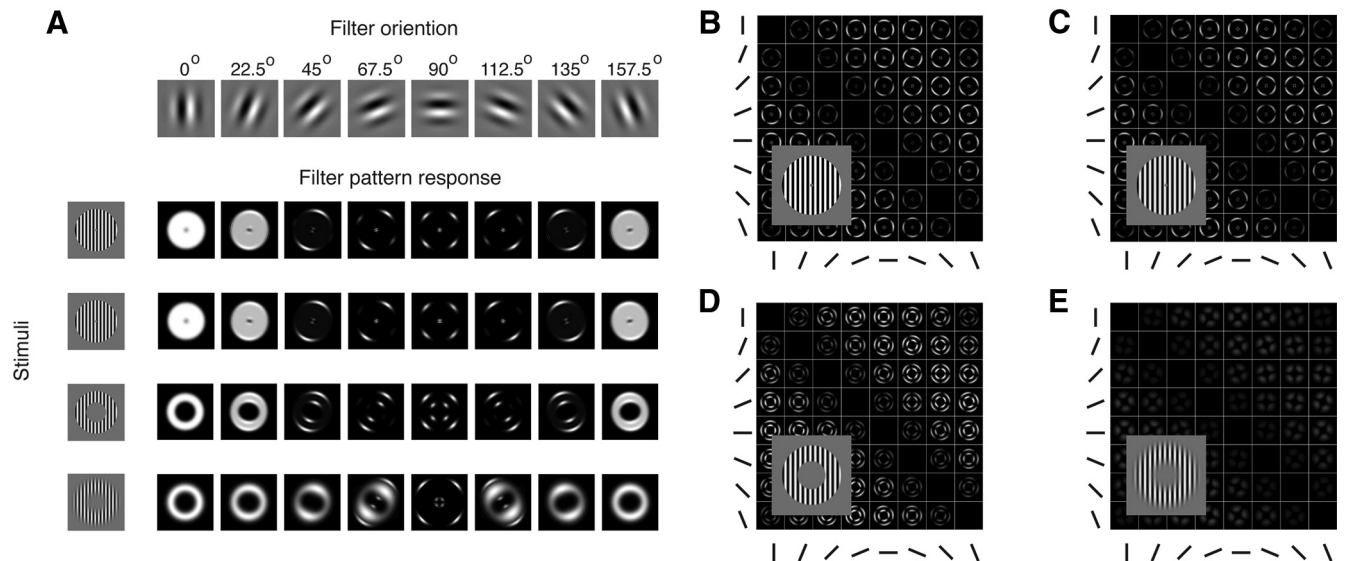 A
Filter oriention
0° 22.5° 45° 67.5° 90° 112.5° 135° 157.5°
Filter pattern response
Stimuli
B
C
D
E